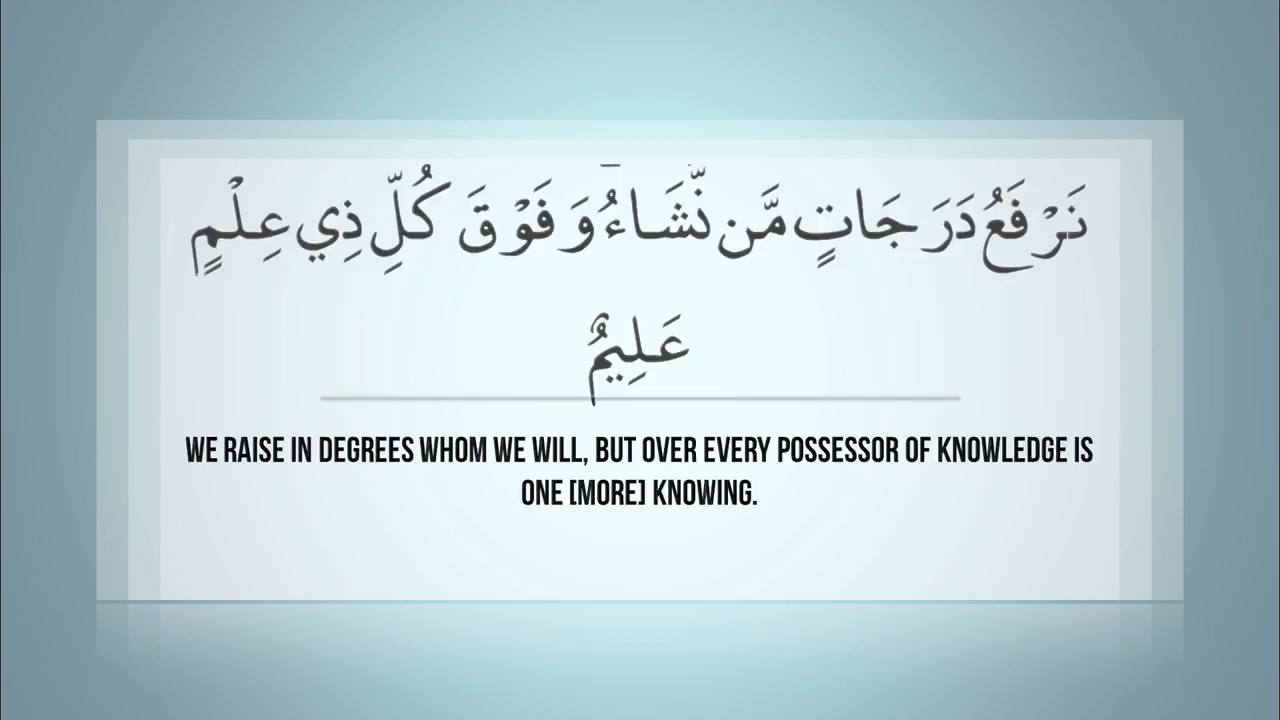 نَرْفَعُ دَرَجَاتٍ مَّن نَّشَاءُ وَفَوْقَ كُلِّ ذِي عِلْمٍ
عَلِيمٌ
WE RAISE IN DEGREES WHOM WE WILL, BUT OVER EVERY POSSESSOR OF KNOWLEDGE IS
ONE [MORE] KNOWING.